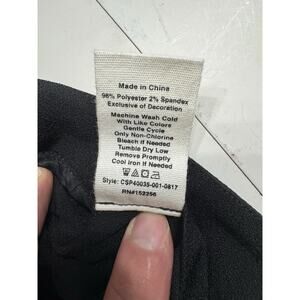 Made in China
98% Polyester 2% Spandex
Exclusive of Decoration
Machine Wash Cold
With Like Colors
Gentle Cycle
Only Non-Chlorine
Bleach If Needed
Tumble Dry Low
Remove Promptly
Cool Iron If Needed
Style: CSP40035-001-0817
RN#152256